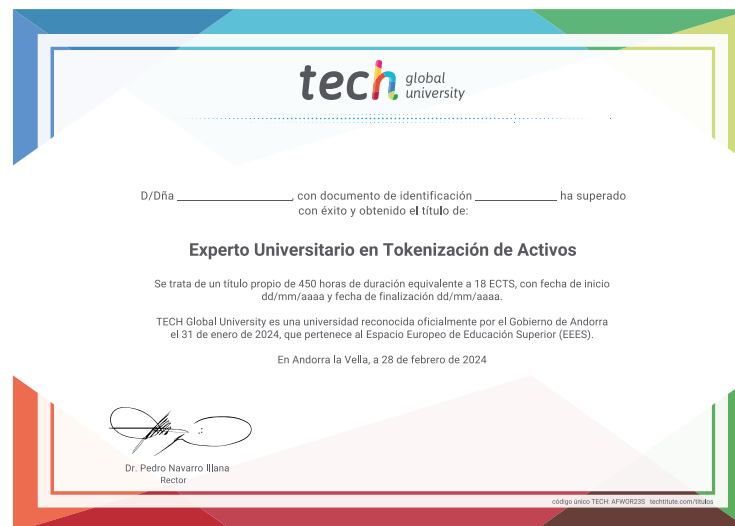 tech global university
D/Dña ____________________, con documento de identificación ______________ ha superado
con éxito y obtenido el título de:
Experto Universitario en Tokenización de Activos
Se trata de un título propio de 450 horas de duración equivalente a 18 ECTS, con fecha de inicio
dd/mm/aaaa y fecha de finalización dd/mm/aaaa.
TECH Global University es una universidad reconocida oficialmente por el Gobierno de Andorra
el 31 de enero de 2024, que pertenece al Espacio Europeo de Educación Superior (EEES).
En Andorra la Vella, a 28 de febrero de 2024
Dr. Pedro Navarro Illana
Rector
código único TECH: AFWOR23S techtitute.com/titulos